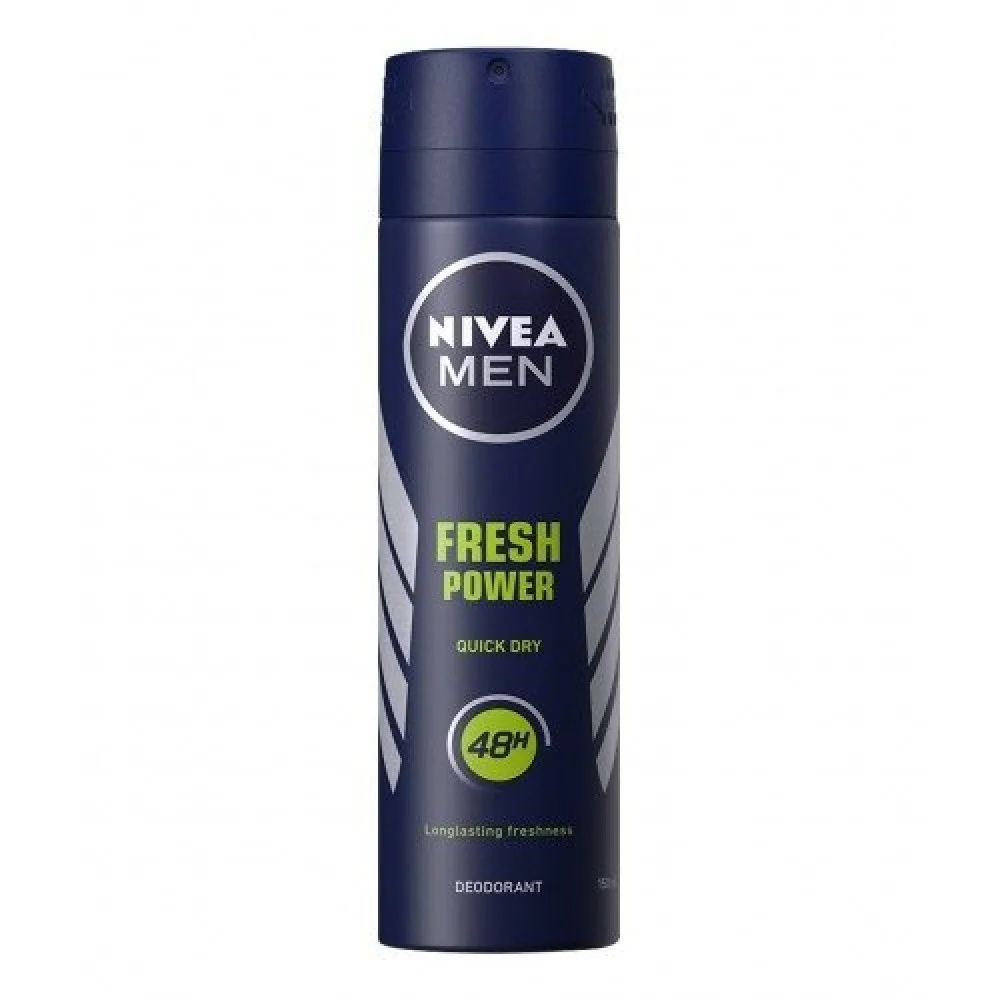 NIVEA
MEN
FRESH
POWER
QUICK DRY
48H
Longlasting freshness
DEODORANT